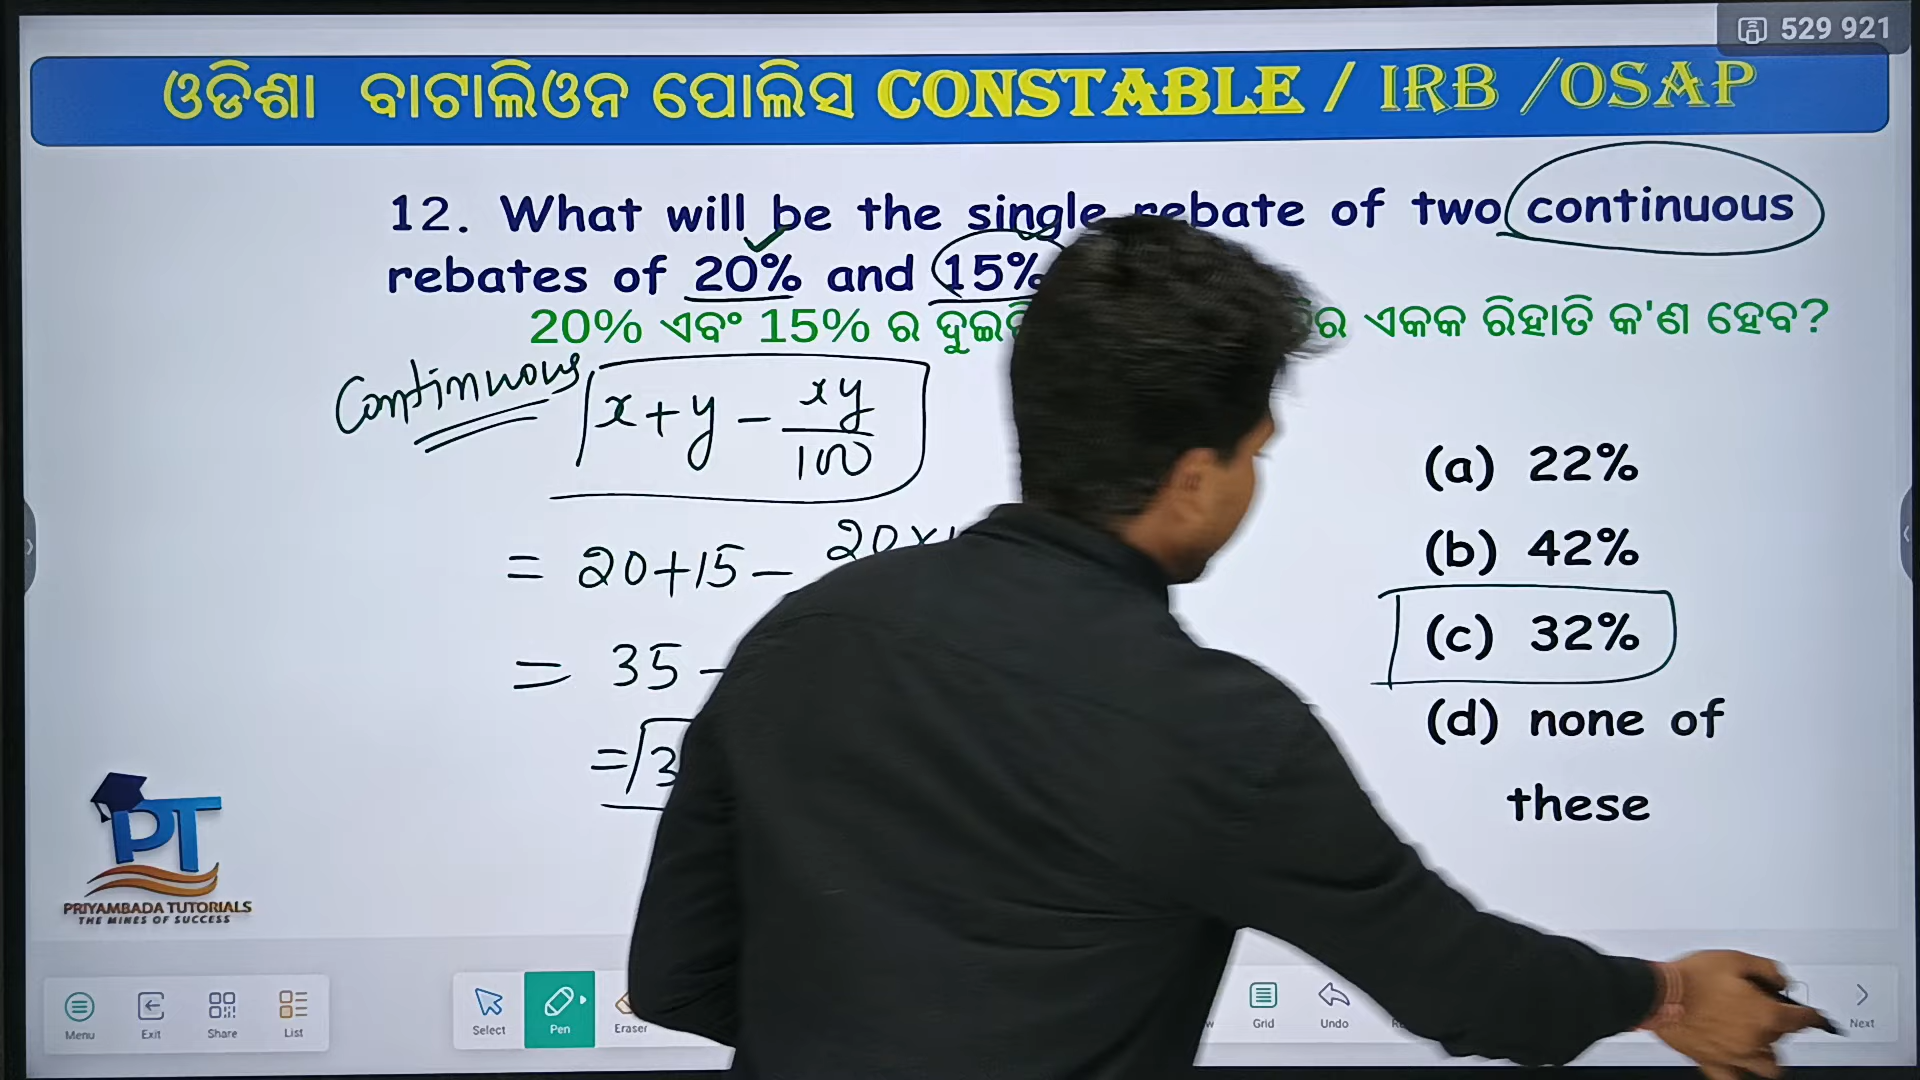 529 921
ଓଡିଶା ବାଟାଲିଓନ ପୋଲିସ CONSTABLE / IRB /OSAP
12. What will be the single rebate of two continuous
rebates of 20% and 15%
20% ଏବଂ 15% ର ଏକକ ରିହାତି କ'ଣ ହେବ?
Continuous x+y-xy/100
= 20+15-
= 35-
=
(a) 22%
(b) 42%
(c) 32%
(d) none of
these
PT
PRIYAMBADA TUTORIALS
THE MINES OF SUCCESS
Menu Exit Share List Select Pen Eraser Grid Undo Next